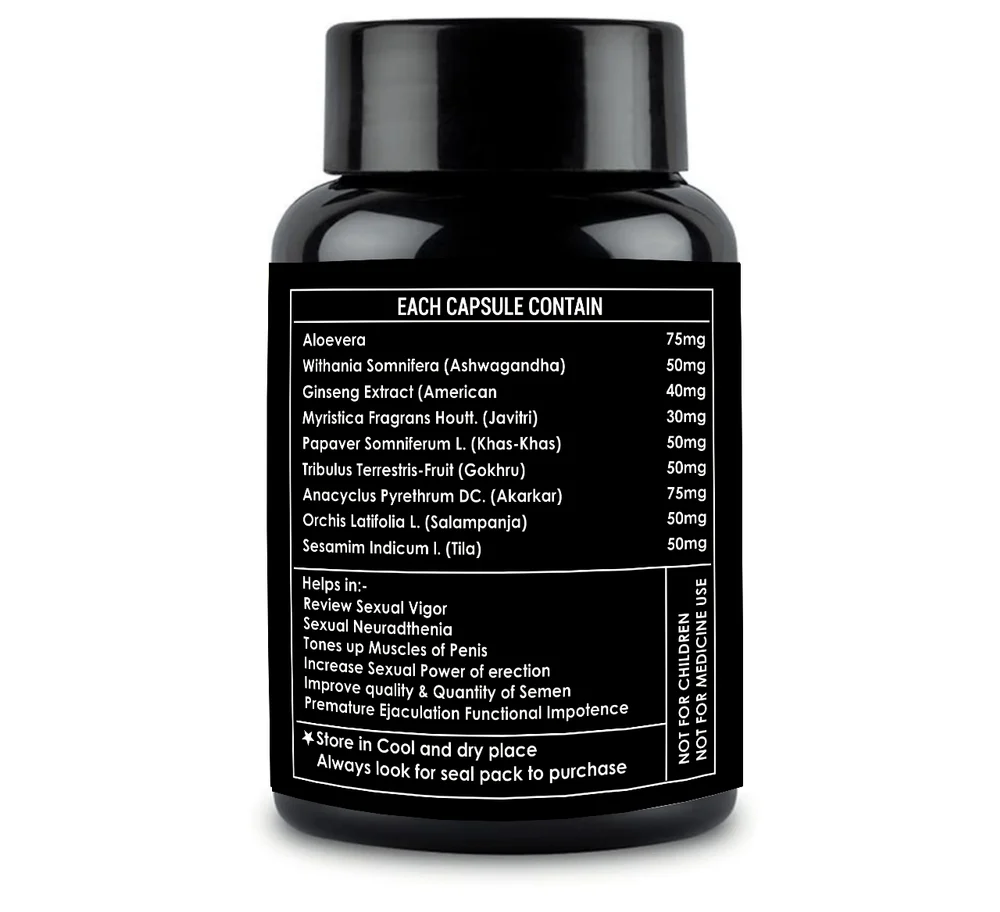 EACH CAPSULE CONTAIN
Aloevera 75mg
Withania Somnifera (Ashwagandha) 50mg
Ginseng Extract (American 40mg
Myristica Fragrans Houtt. (Javitri) 30mg
Papaver Somniferum L. (Khas-Khas) 50mg
Tribulus Terrestris-Fruit (Gokhru) 50mg
Anacyclus Pyrethrum DC. (Akarkar) 75mg
Orchis Latifolia L. (Salampanja) 50mg
Sesamim Indicum l. (Tila) 50mg
Helps in:-
Review Sexual Vigor
Sexual Neuradthenia
Tones up Muscles of Penis
Increase Sexual Power of erection
Improve quality & Quantity of Semen
Premature Ejaculation Functional Impotence
NOT FOR CHILDREN
NOT FOR MEDICINE USE
★Store in Cool and dry place
Always look for seal pack to purchase